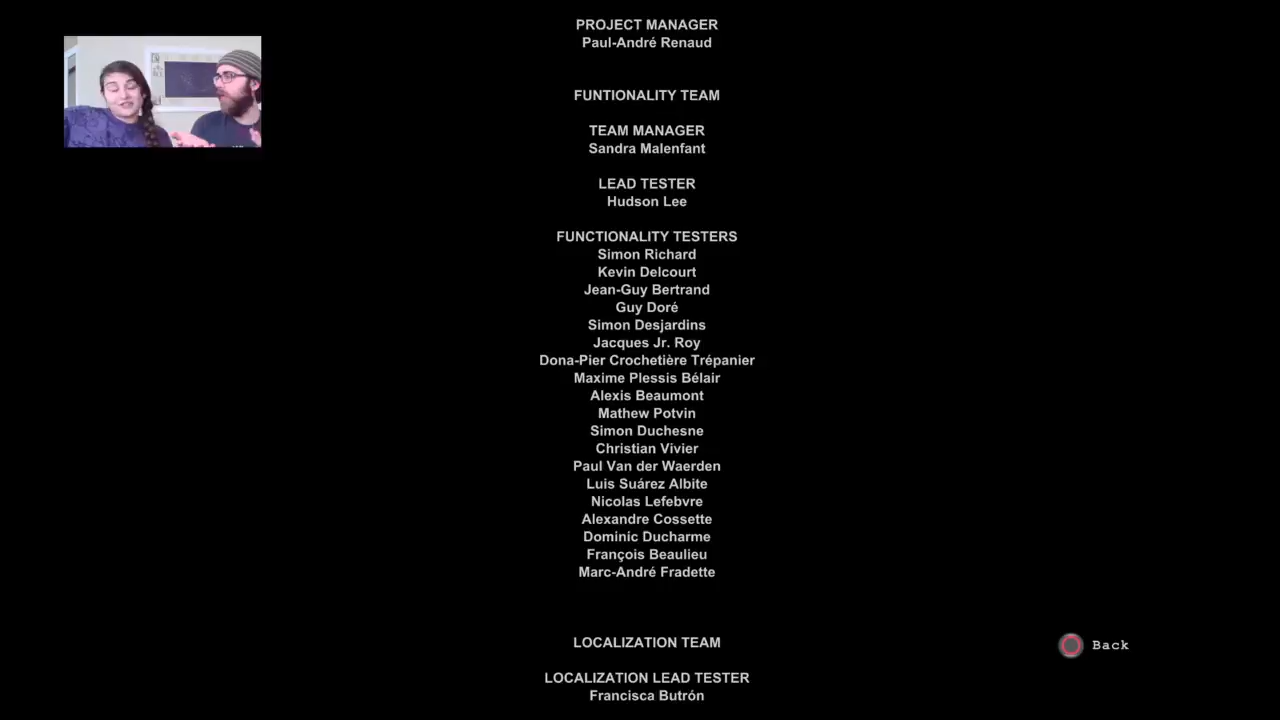 PROJECT MANAGER
Paul-André Renaud
FUNTIONALITY TEAM
TEAM MANAGER
Sandra Malenfant
LEAD TESTER
Hudson Lee
FUNCTIONALITY TESTERS
Simon Richard
Kevin Delcourt
Jean-Guy Bertrand
Guy Doré
Simon Desjardins
Jacques Jr. Roy
Dona-Pier Crochetière Trépanier
Maxime Plessis Bélair
Alexis Beaumont
Mathew Potvin
Simon Duchesne
Christian Vivier
Paul Van der Waerden
Luis Suárez Albite
Nicolas Lefebvre
Alexandre Cossette
Dominic Ducharme
François Beaulieu
Marc-André Fradette
LOCALIZATION TEAM
Back
LOCALIZATION LEAD TESTER
Francisca Butrón